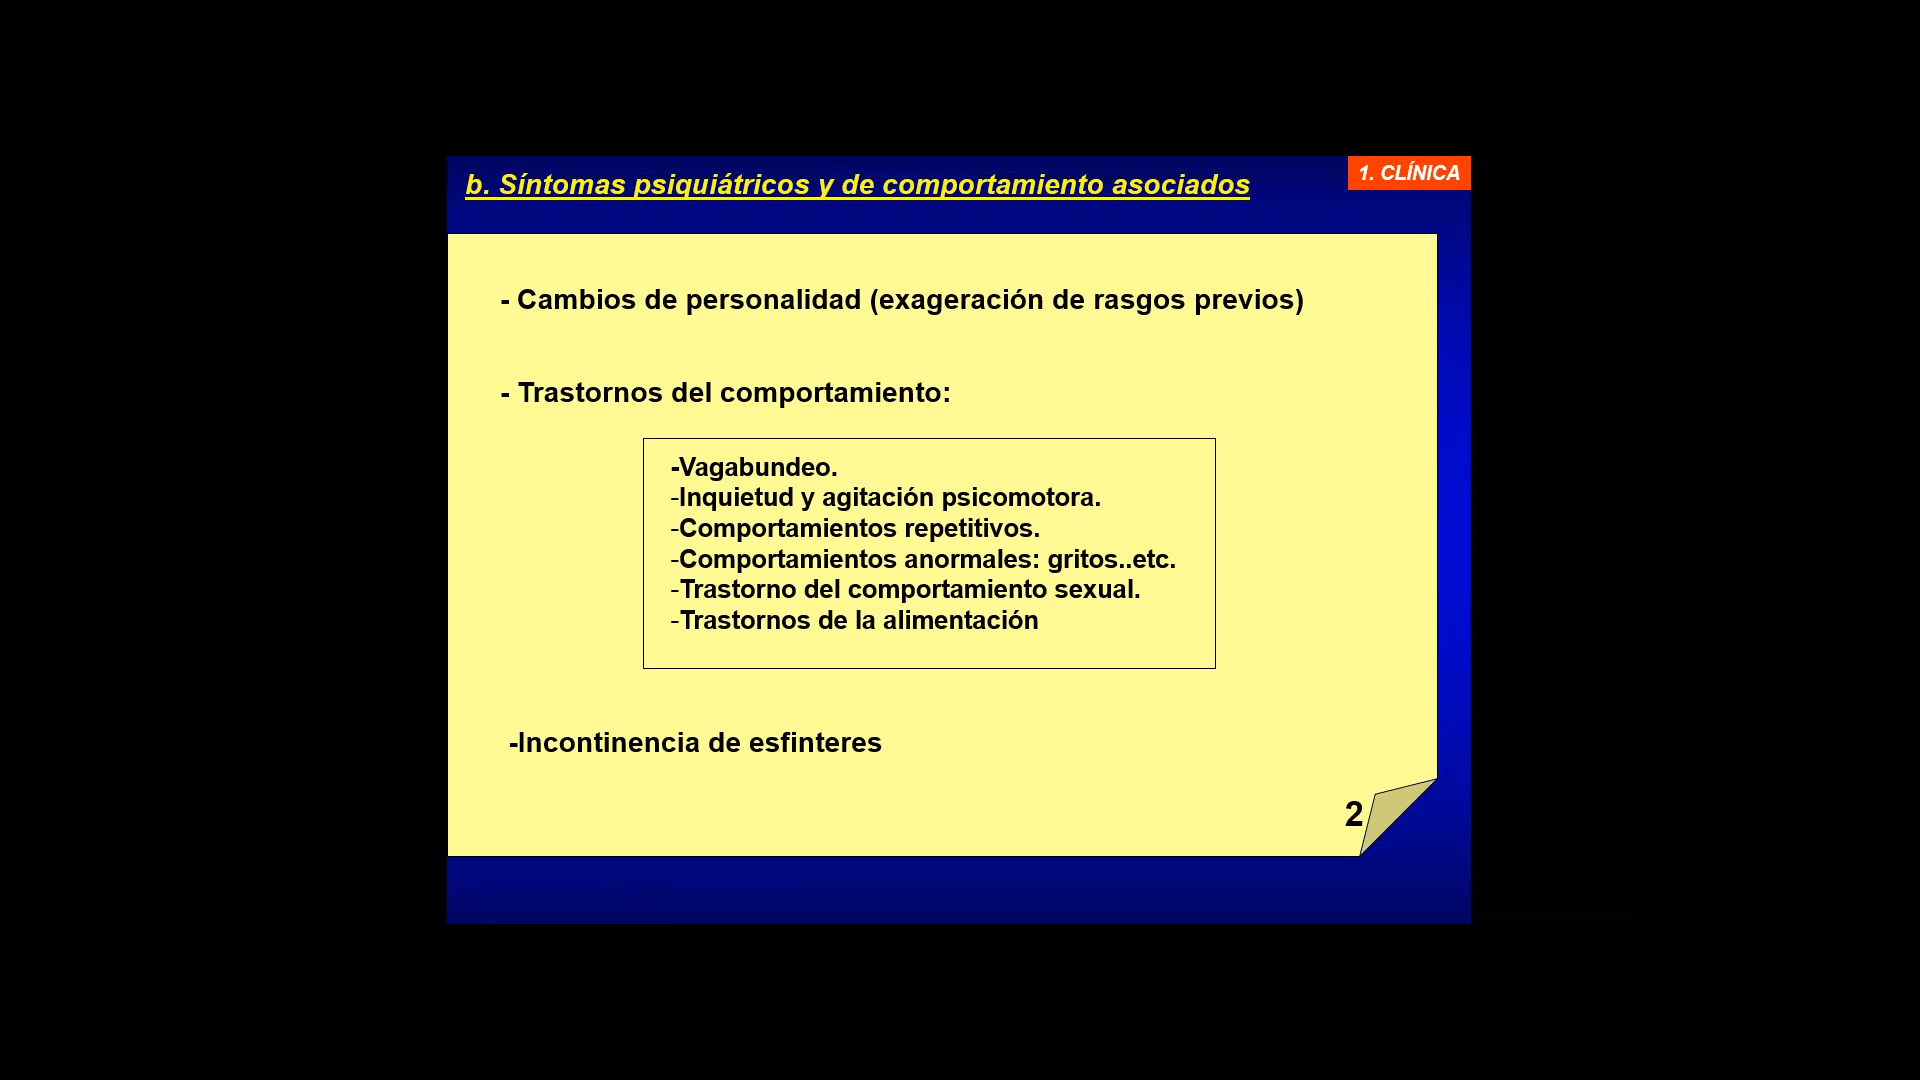 b. Síntomas psiquiátricos y de comportamiento asociados
1. CLÍNICA
- Cambios de personalidad (exageración de rasgos previos)
- Trastornos del comportamiento:
-Vagabundeo.
-Inquietud y agitación psicomotora.
-Comportamientos repetitivos.
-Comportamientos anormales: gritos..etc.
-Trastorno del comportamiento sexual.
-Trastornos de la alimentación
-Incontinencia de esfinteres
2